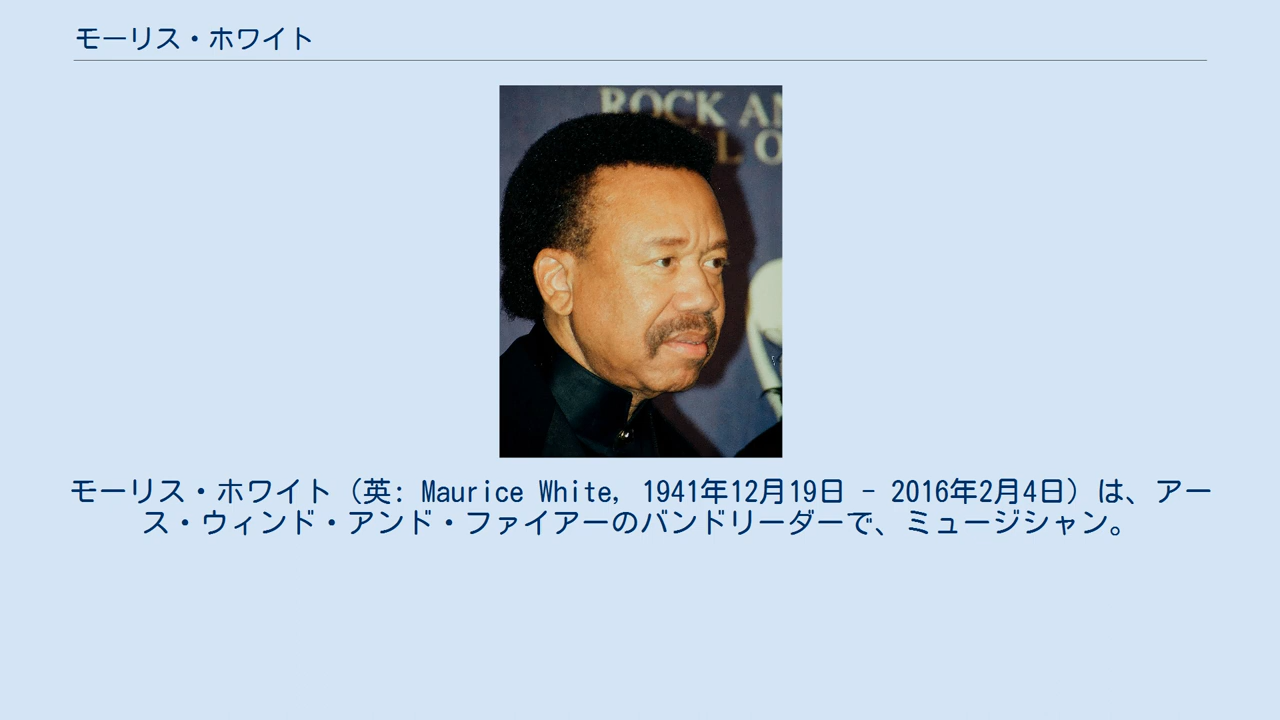 モーリス・ホワイト
ROCK AN
L O
モーリス・ホワイト（英: Maurice White, 1941年12月19日 - 2016年2月4日）は、アー
ス・ウィンド・アンド・ファイアーのバンドリーダーで、ミュージシャン。